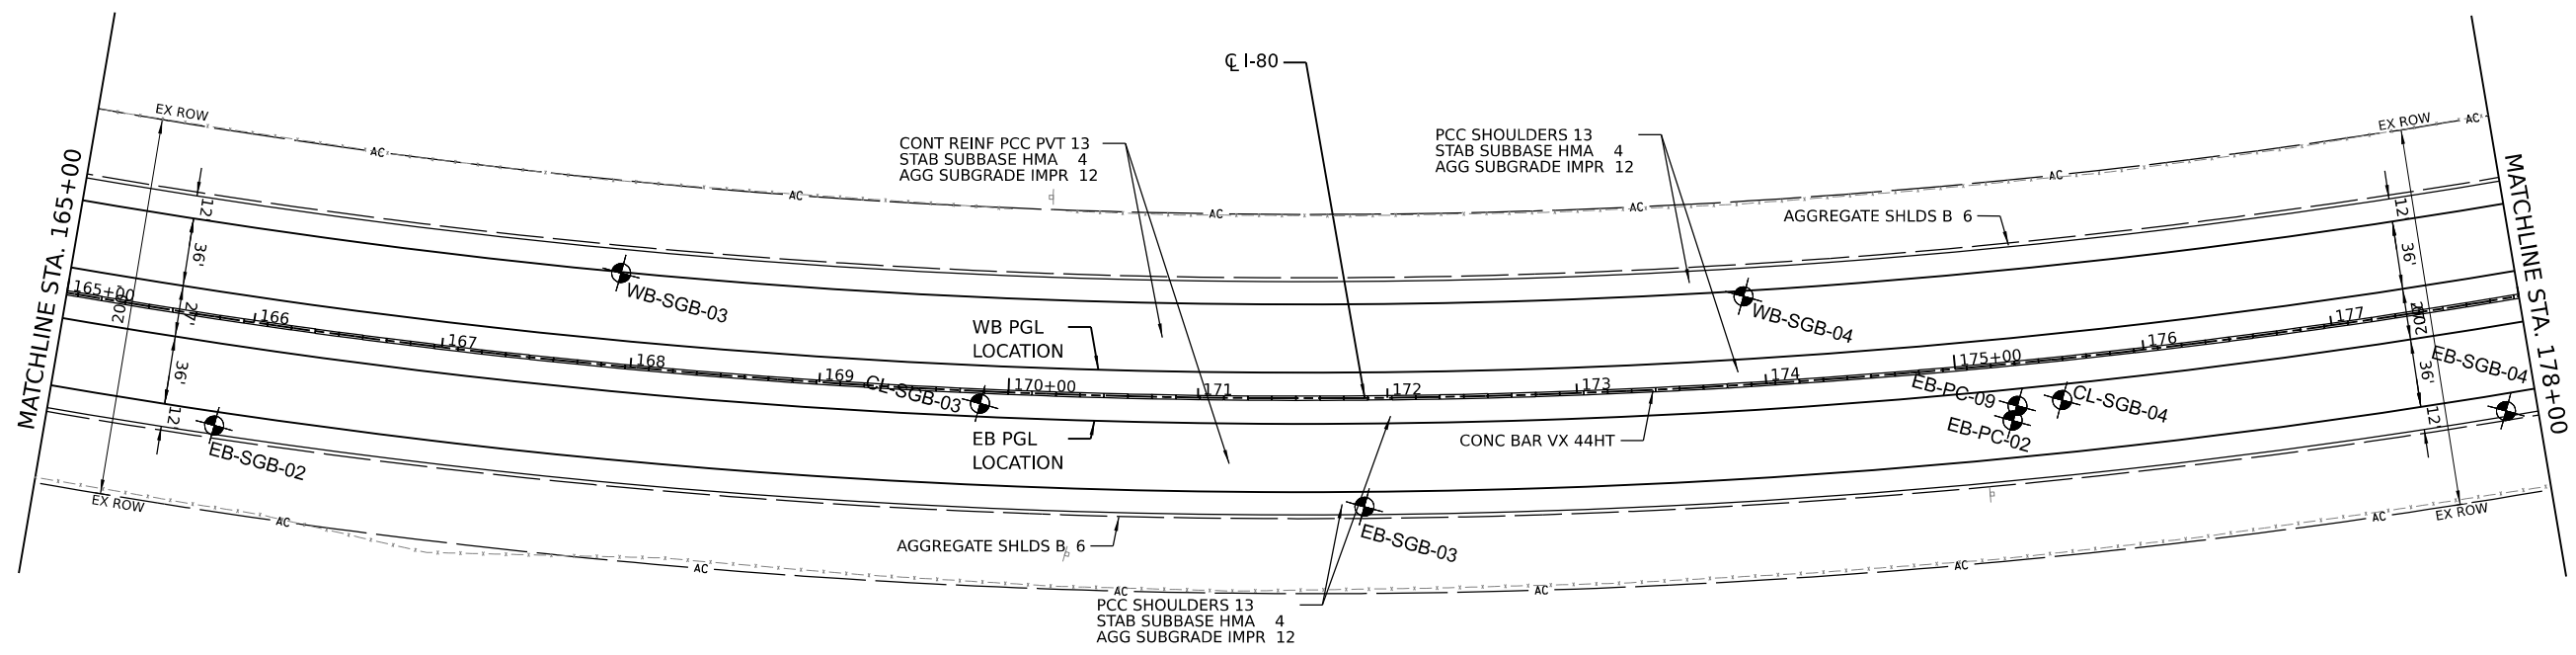 ℄ I-80
EX ROW
AC
AC
AC
AC
AC
AC
EX ROW
CONT REINF PCC PVT 13
STAB SUBBASE HMA 4
AGG SUBGRADE IMPR 12
PCC SHOULDERS 13
STAB SUBBASE HMA 4
AGG SUBGRADE IMPR 12
AGGREGATE SHLDS B 6
MATCHLINE STA. 165+00
MATCHLINE STA. 178+00
12'
36'
27'
36'
12'
12'
36'
36'
12'
165+00
166
167
168
169
170+00
171
172
173
174
175+00
176
177
WB-SGB-03
WB-SGB-04
WB PGL
LOCATION
CL-SGB-03
EB PGL
LOCATION
CONC BAR VX 44HT
EB-PC-09
EB-PC-02
CL-SGB-04
EB-SGB-04
EB-SGB-02
EB-SGB-03
AGGREGATE SHLDS B 6
EX ROW
AC
AC
AC
AC
AC
AC
EX ROW
PCC SHOULDERS 13
STAB SUBBASE HMA 4
AGG SUBGRADE IMPR 12